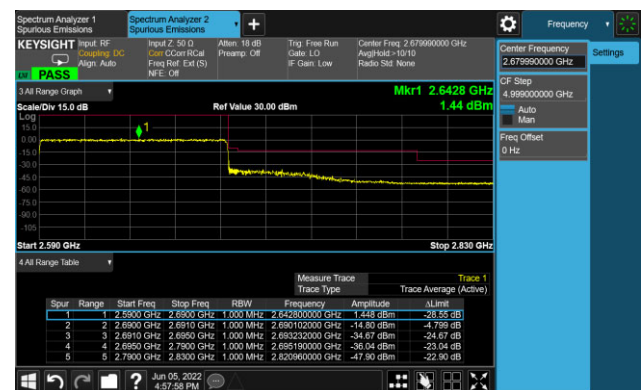 Spectrum Analyzer 1
Spurious Emissions
Spectrum Analyzer 2
Spurious Emissions
Frequency
KEYSIGHT
Input: RF
Coupling: DC
Align: Auto
Input Z: 50 Ω
Corr CCorr RCal
Freq Ref: Ext (S)
NFE: Off
Atten: 18 dB
Preamp: Off
Trig: Free Run
Gate: LO
IF Gain: Low
Center Freq: 2.679990000 GHz
Avg|Hold:>10/10
Radio Std: None
PASS
Center Frequency
2.679990000 GHz
Settings
CF Step
4.999000000 GHz
Auto
Man
Freq Offset
0 Hz
3 All Range Graph
Mkr1 2.6428 GHz
Scale/Div 15.0 dB
Ref Value 30.00 dBm
1.44 dBm
Log
15.0
0.00
-15.0
-30.0
-45.0
-60.0
-75.0
-90.0
-105
1
Start 2.590 GHz
Stop 2.830 GHz
4 All Range Table
Measure Trace Trace 1
Trace Type Trace Average (Active)
Spur Range Start Freq Stop Freq RBW Frequency Amplitude ΔLimit
1 1 2.5900 GHz 2.6900 GHz 1.000 MHz 2.642800000 GHz 1.448 dBm -28.55 dB
2 2 2.6900 GHz 2.6910 GHz 1.000 MHz 2.690102000 GHz -14.80 dBm -4.799 dB
3 3 2.6910 GHz 2.6950 GHz 1.000 MHz 2.693232000 GHz -34.67 dBm -24.67 dB
4 4 2.6950 GHz 2.7900 GHz 1.000 MHz 2.695190000 GHz -36.04 dBm -23.04 dB
5 5 2.7900 GHz 2.8300 GHz 1.000 MHz 2.820960000 GHz -47.90 dBm -22.90 dB
Jun 05, 2022
4:57:58 PM